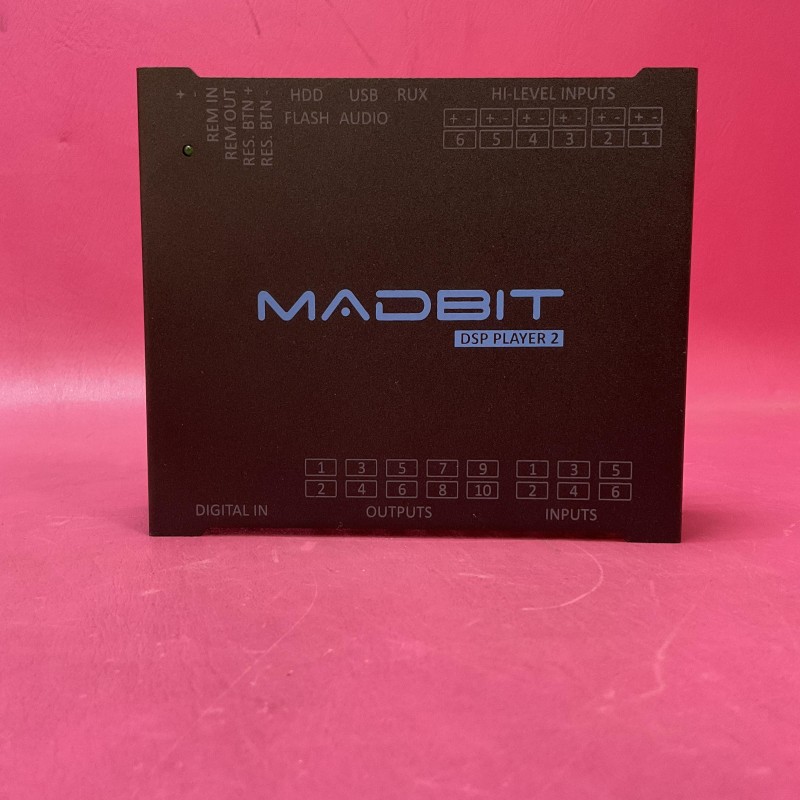 + -
REM IN
REM OUT
RES. BTN +
RES. BTN -
HDD USB RUX
FLASH AUDIO
HI-LEVEL INPUTS
+ - + - + - + - + - + -
6 5 4 3 2 1
MADBIT
DSP PLAYER 2
1 3 5 7 9 1 3 5
2 4 6 8 10 2 4 6
DIGITAL IN OUTPUTS INPUTS